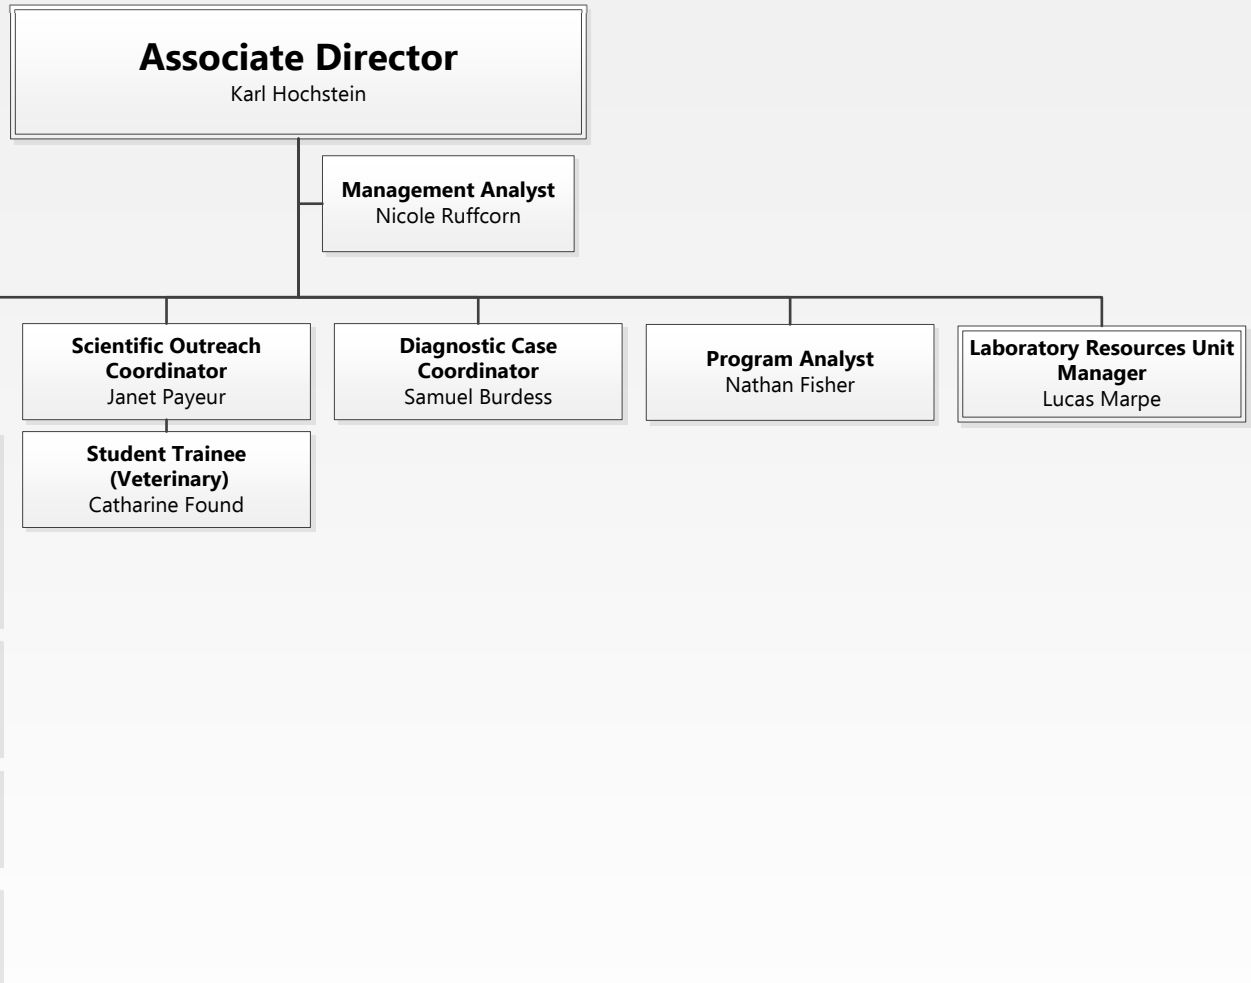 Associate Director
Karl Hochstein
Management Analyst
Nicole Ruffcorn
Scientific Outreach
Coordinator
Janet Payeur
Diagnostic Case
Coordinator
Samuel Burdess
Program Analyst
Nathan Fisher
Laboratory Resources Unit
Manager
Lucas Marpe
Student Trainee
(Veterinary)
Catharine Found